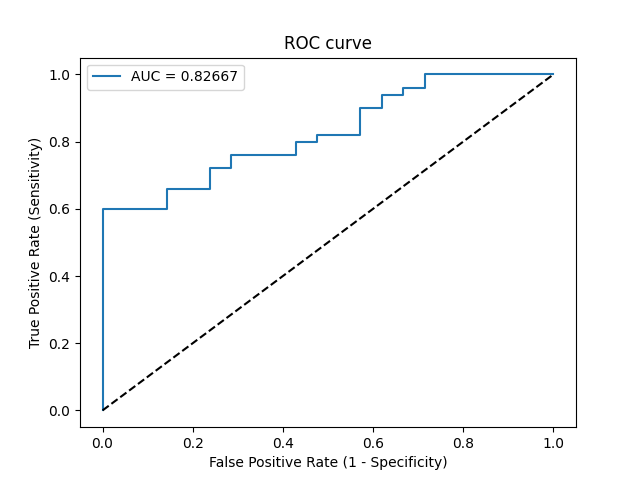 ROC curve
AUC = 0.82667
1.0
0.8
0.6
0.4
0.2
0.0
True Positive Rate (Sensitivity)
0.0 0.2 0.4 0.6 0.8 1.0
False Positive Rate (1 - Specificity)